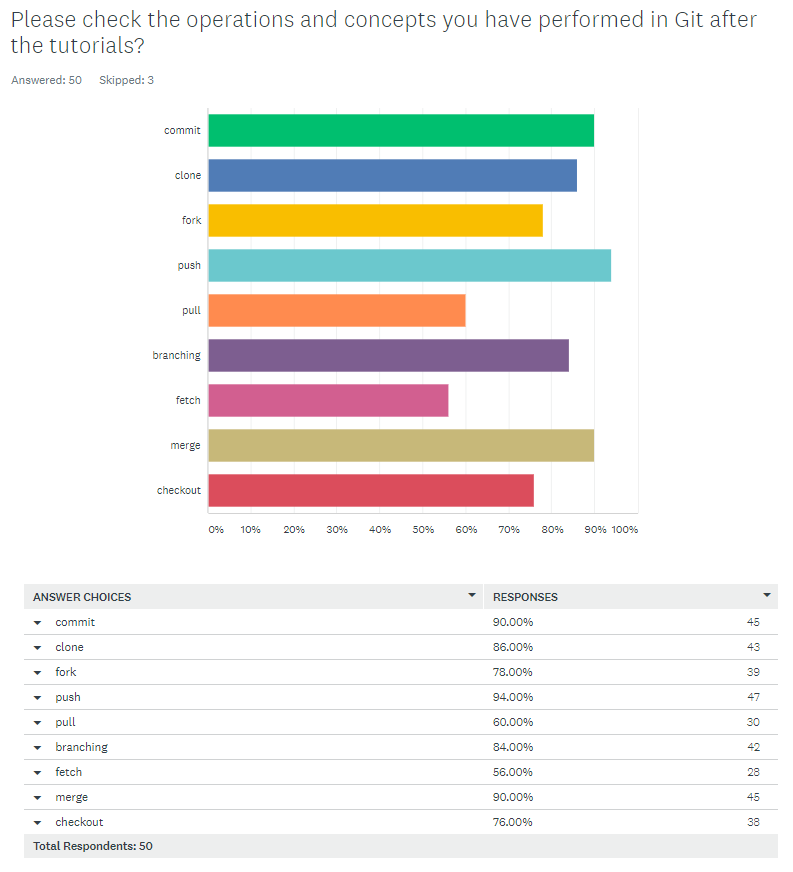 Please check the operations and concepts you have performed in Git after
the tutorials?
Answered: 50 Skipped: 3
commit
clone
fork
push
pull
branching
fetch
merge
checkout
0% 10% 20% 30% 40% 50% 60% 70% 80% 90% 100%
ANSWER CHOICES RESPONSES
commit 90.00% 45
clone 86.00% 43
fork 78.00% 39
push 94.00% 47
pull 60.00% 30
branching 84.00% 42
fetch 56.00% 28
merge 90.00% 45
checkout 76.00% 38
Total Respondents: 50